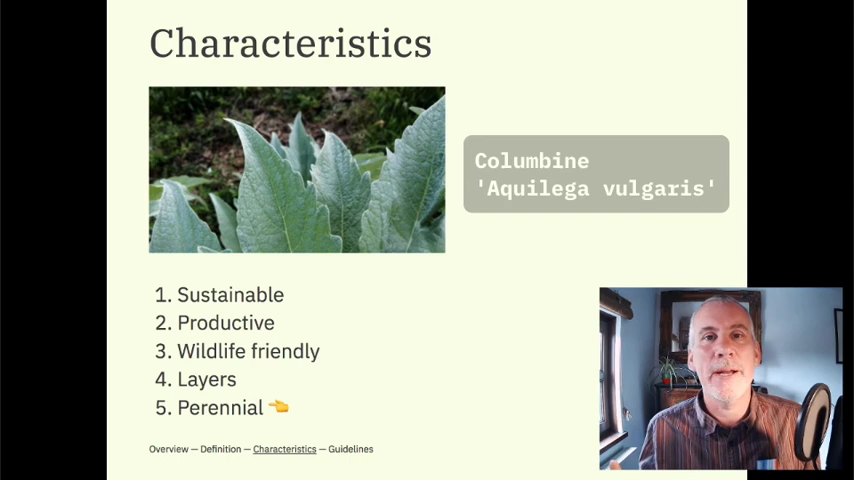 Characteristics
Columbine
'Aquilega vulgaris'
1. Sustainable
2. Productive
3. Wildlife friendly
4. Layers
5. Perennial 👈
Overview — Definition — Characteristics — Guidelines